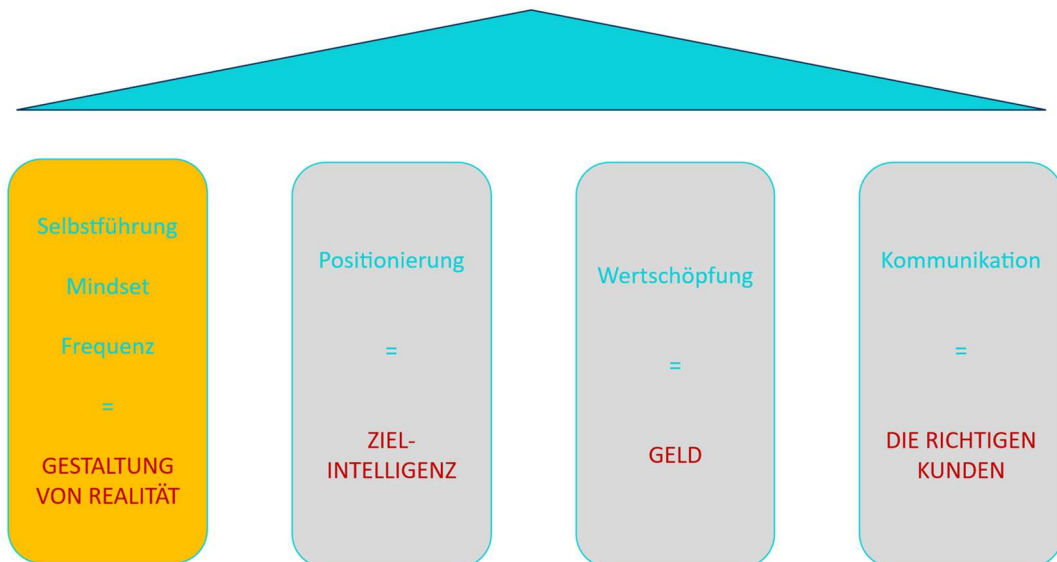 Selbstführung
Mindset
Frequenz
=
GESTALTUNG
VON REALITÄT
Positionierung
=
ZIEL-
INTELLIGENZ
Wertschöpfung
=
GELD
Kommunikation
=
DIE RICHTIGEN
KUNDEN